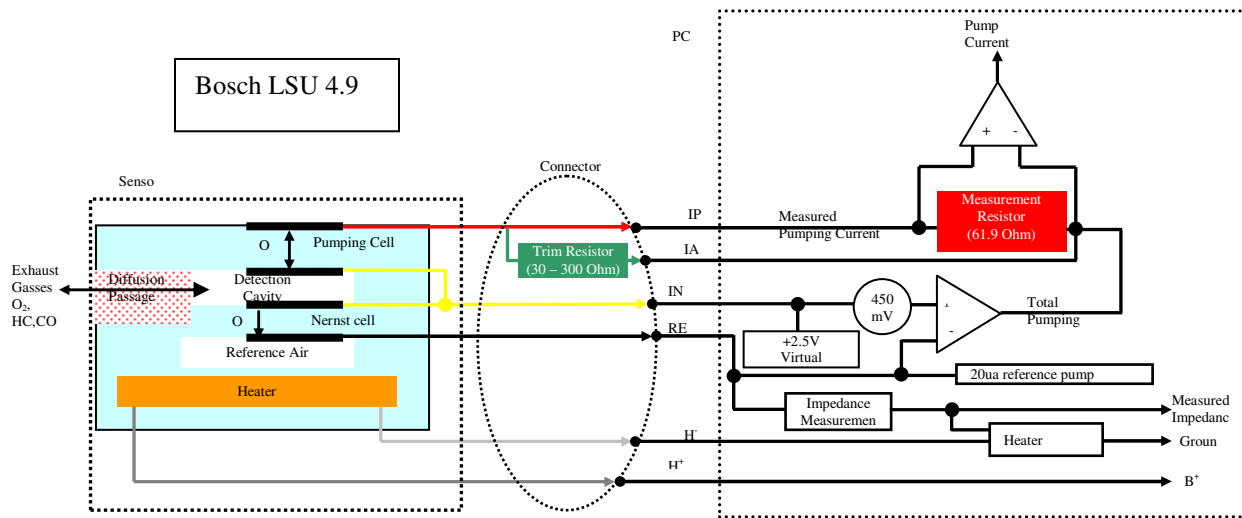 Bosch LSU 4.9
PC
Pump
Current
+ -
Connector
Senso
IP
Measured
Pumping Current
Measurement
Resistor
(61.9 Ohm)
O
Pumping Cell
Trim Resistor
(30 – 300 Ohm)
IA
Exhaust
Gasses
O₂,
HC,CO
Diffusion
Passage
Detection
Cavity
IN
450
mV
+
-
Total
Pumping
O
Nernst cell
RE
+2.5V
Virtual
Reference Air
20ua reference pump
Heater
Impedance
Measuremen
Measured
Impedanc
H⁻
Heater
Groun
H⁺
B⁺